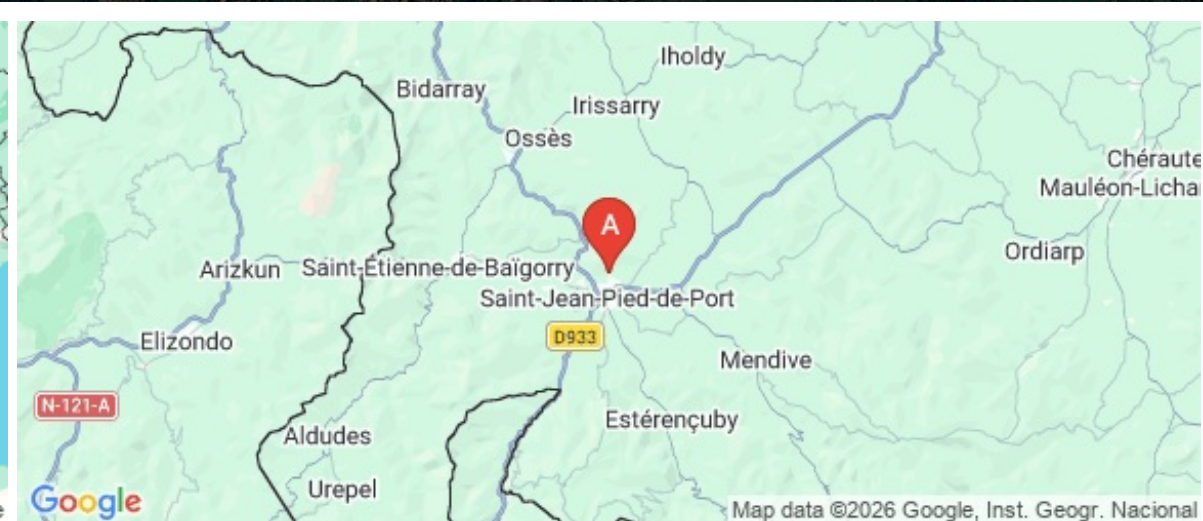 Iholdy
Bidarray
Irissarry
Ossès
Chéraute
Mauléon-Lichar
A
Ordiarp
Arizkun
Saint-Étienne-de-Baïgorry
Saint-Jean-Pied-de-Port
D933
Elizondo
Mendive
N-121-A
Estérençuby
Aldudes
Urepel
Google
Map data ©2026 Google, Inst. Geogr. Nacional